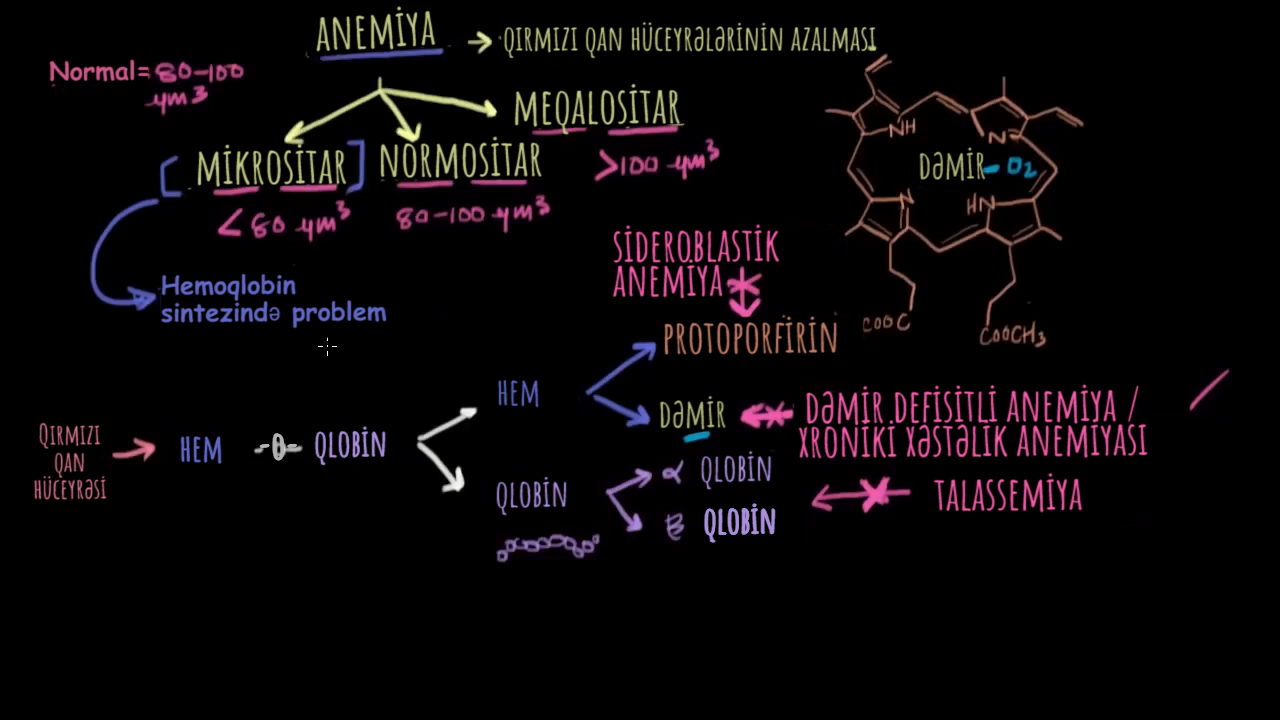 ANEMİYA → QIRMIZI QAN HÜCEYRƏLƏRİNİN AZALMASI
Normal= 80-100
µm3
MİKROSİTAR
NORMOSİTAR
MEQALOSİTAR
< 80 µm3
80-100 µm3
>100 µm3
Hemoqlobin
sintezində problem
NH
N
DƏMİR - O2
N
HN
COOC
COOCH3
SİDEROBLASTİK
ANEMİYA
PROTOPORFİRİN
HEM
DƏMİR
DƏMİR DEFİSİTLİ ANEMİYA /
XRONİKİ XƏSTƏLİK ANEMİYASI
QIRMIZI
QAN
HÜCEYRƏSİ
HEM
QLOBİN
QLOBİN
α QLOBİN
β QLOBİN
TALASSEMİYA